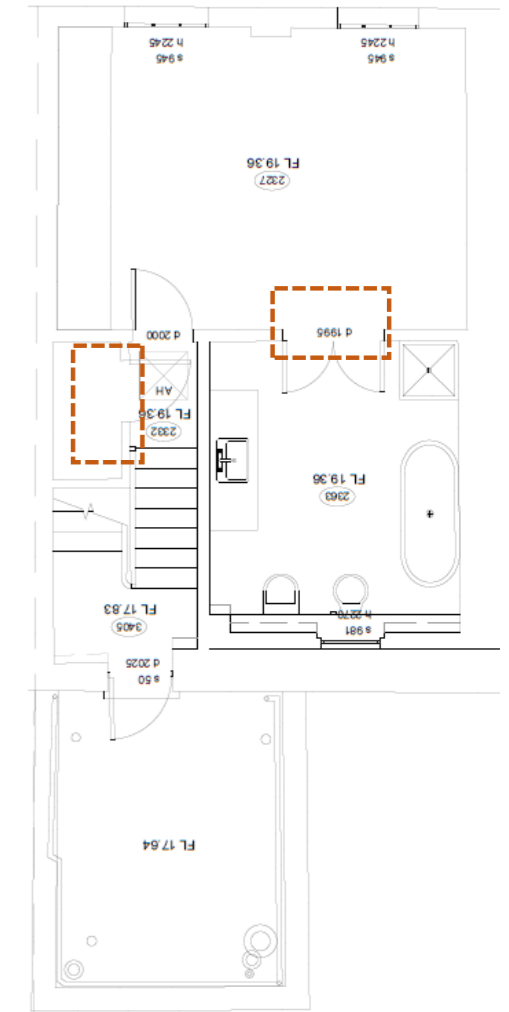 FL 17.64
s 50
d 2025
s 981
3405
h 2270
FL 17.83
2363
FL 19.36
2332
FL 19.36
AH
d 1995
d 2000
2327
FL 19.36
s 945
s 945
h2245
h 2245